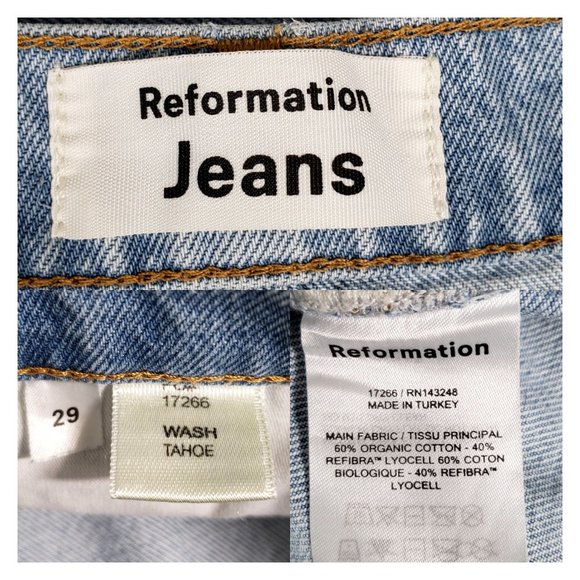 Reformation
Jeans
29
17266
WASH
TAHOE
Reformation
17266 / RN143248
MADE IN TURKEY
MAIN FABRIC / TISSU PRINCIPAL
60% ORGANIC COTTON - 40%
REFIBRA™ LYOCELL 60% COTON
BIOLOGIQUE - 40% REFIBRA™
LYOCELL